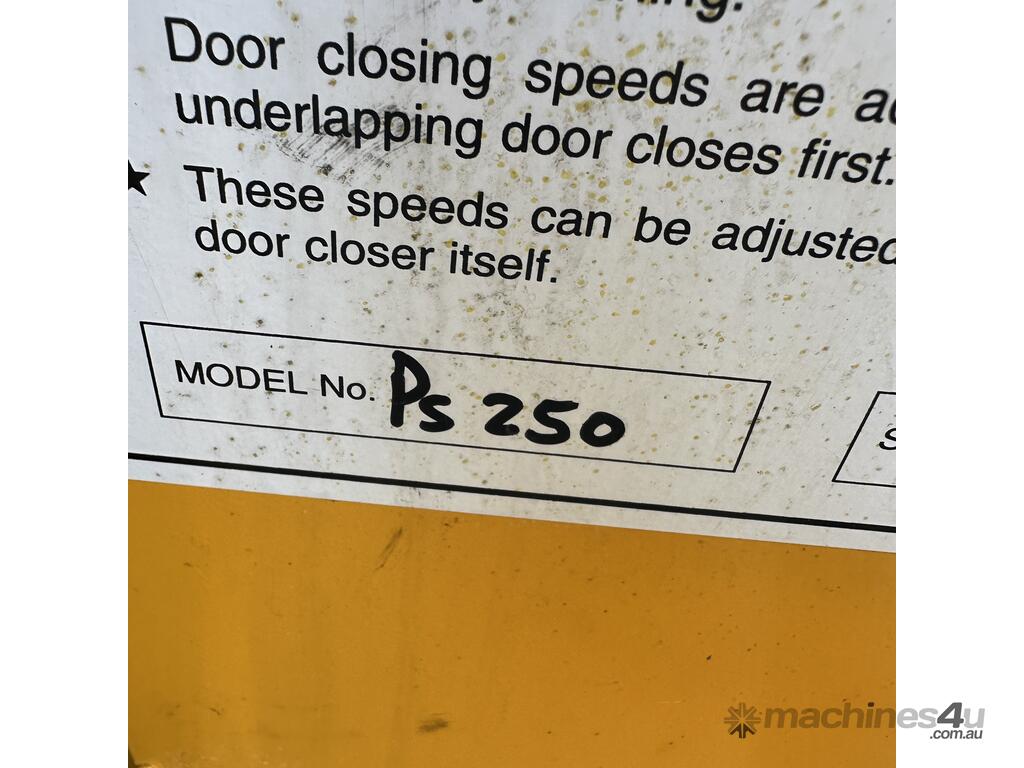 Door closing speeds are
underlapping door closes first.
★ These speeds can be adjusted
door closer itself.
MODEL No. Ps 250
machines4u
.com.au